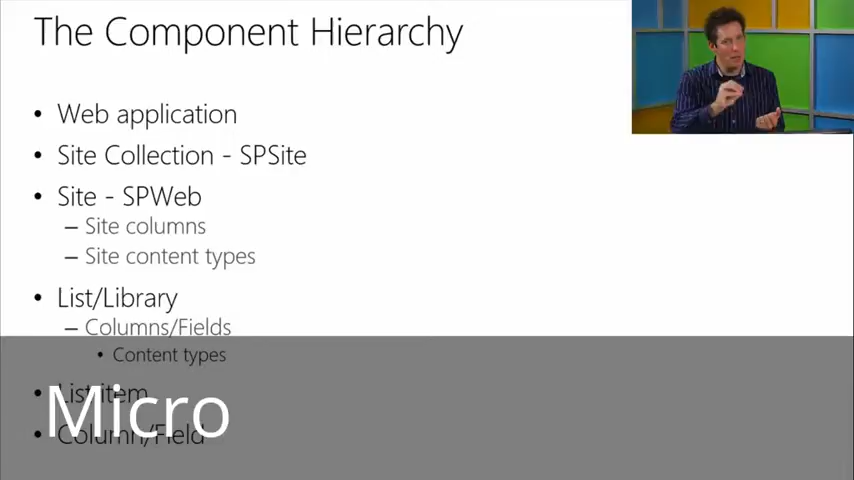 The Component Hierarchy
• Web application
• Site Collection - SPSite
• Site - SPWeb
– Site columns
– Site content types
• List/Library
– Columns/Fields
• Content types
• List item
Micro
• Column/Field